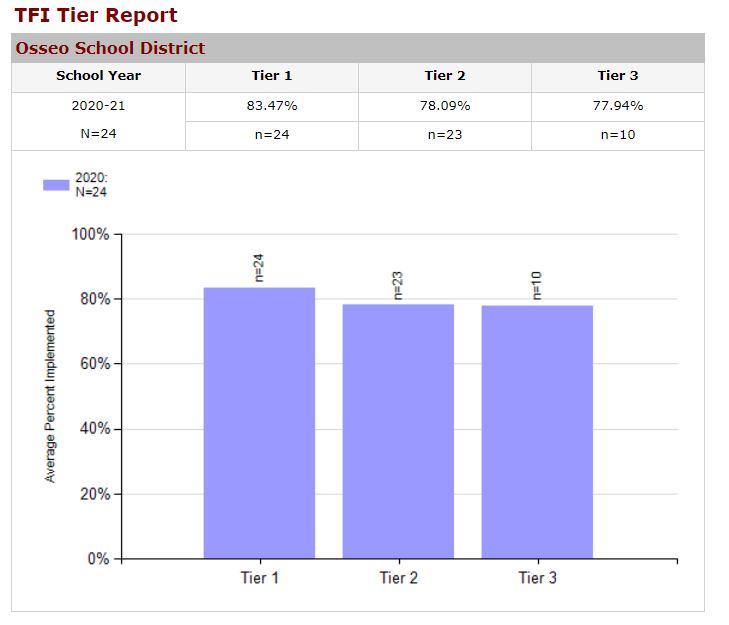 TFI Tier Report
Osseo School District
School Year Tier 1 Tier 2 Tier 3
2020-21 83.47% 78.09% 77.94%
N=24 n=24 n=23 n=10
2020:
N=24
Average Percent Implemented
100%
80%
60%
40%
20%
0%
n=24
n=23
n=10
Tier 1 Tier 2 Tier 3